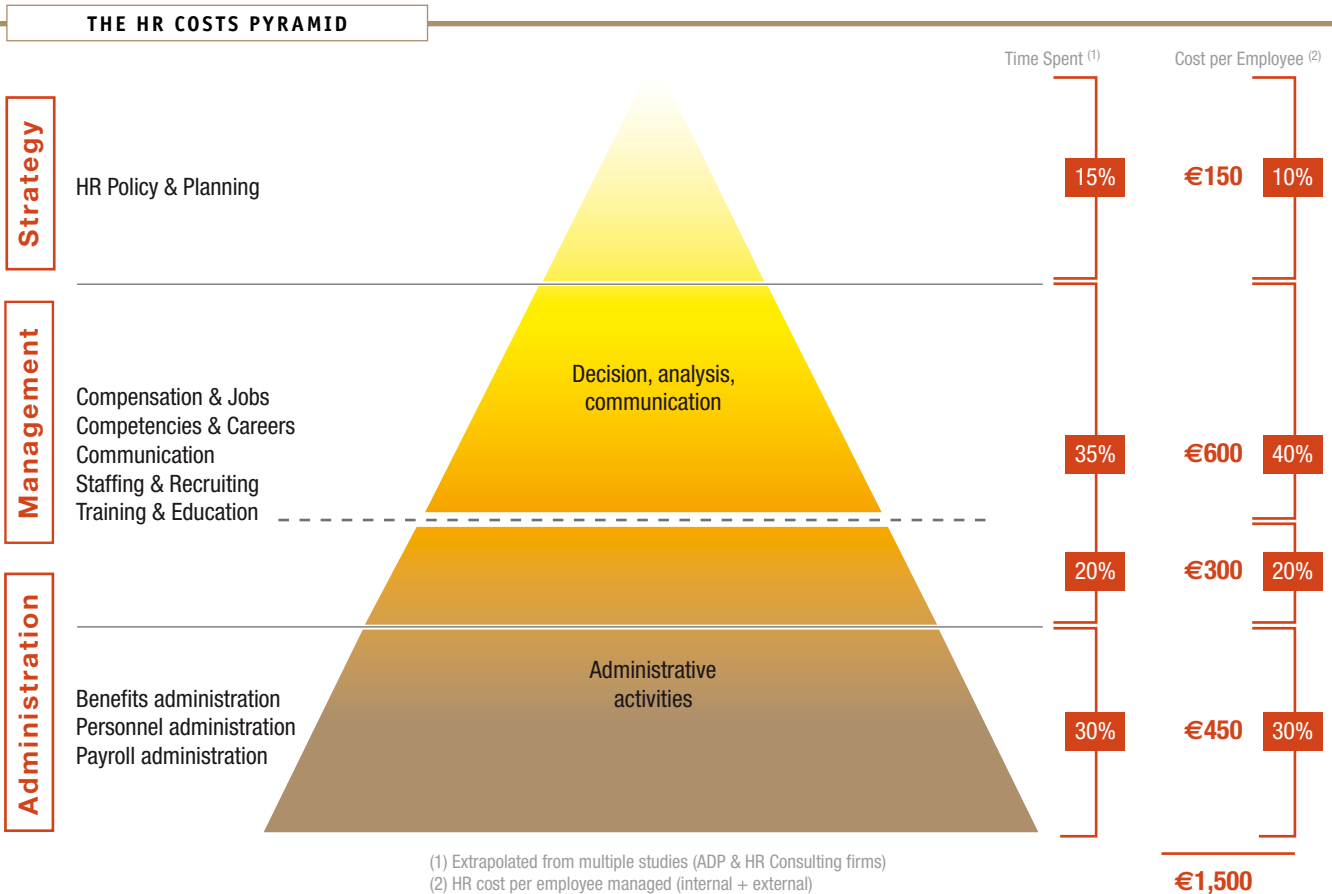 THE HR COSTS PYRAMID
Time Spent (1)
Cost per Employee (2)
Strategy
HR Policy & Planning
15%
€150
10%
Management
Compensation & Jobs
Competencies & Careers
Communication
Staffing & Recruiting
Training & Education
Decision, analysis,
communication
35%
€600
40%
20%
€300
20%
Administration
Benefits administration
Personnel administration
Payroll administration
Administrative
activities
30%
€450
30%
(1) Extrapolated from multiple studies (ADP & HR Consulting firms)
(2) HR cost per employee managed (internal + external)
€1,500